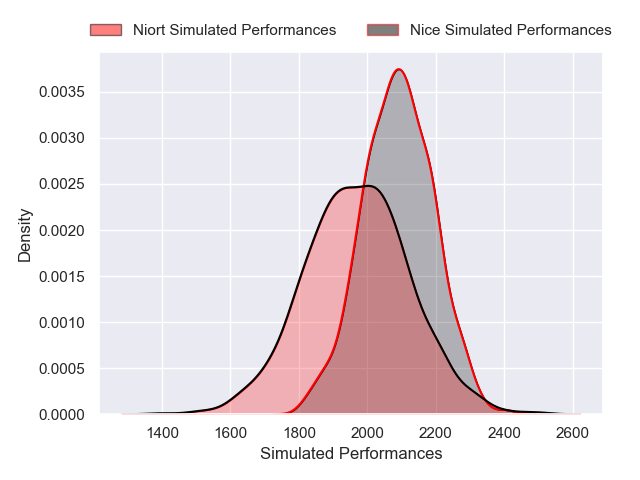 Niort Simulated Performances Nice Simulated Performances
0.0035
0.0030
0.0025
0.0020
0.0015
0.0010
0.0005
0.0000
Density
1400 1600 1800 2000 2200 2400 2600
Simulated Performances